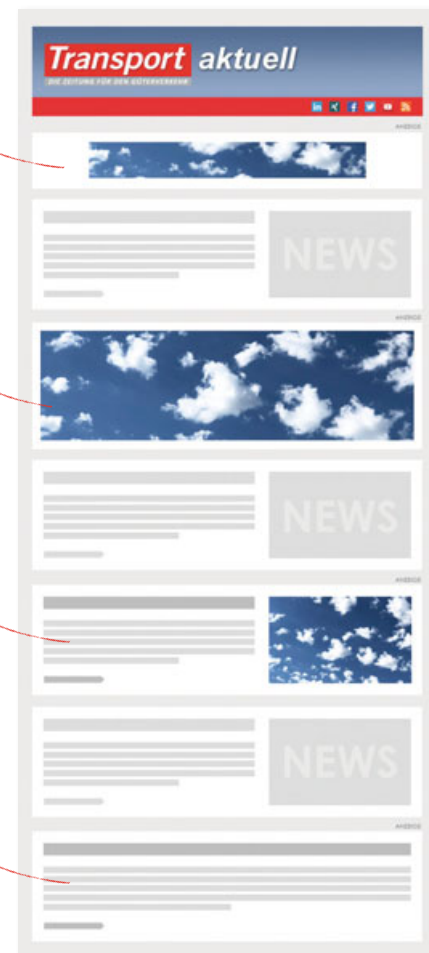 Transport aktuell
DIE ZEITUNG FÜR DEN GÜTERVERKEHR
ANZEIGE
NEWS
ANZEIGE
NEWS
ANZEIGE
NEWS
ANZEIGE